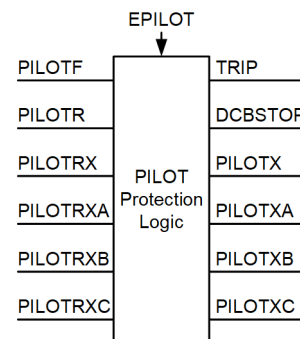 EPILOT
PILOTF TRIP
PILOTR DCBSTOP
PILOTRX PILOTX
PILOT
Protection
Logic
PILOTRXA PILOTXA
PILOTRXB PILOTXB
PILOTRXC PILOTXC